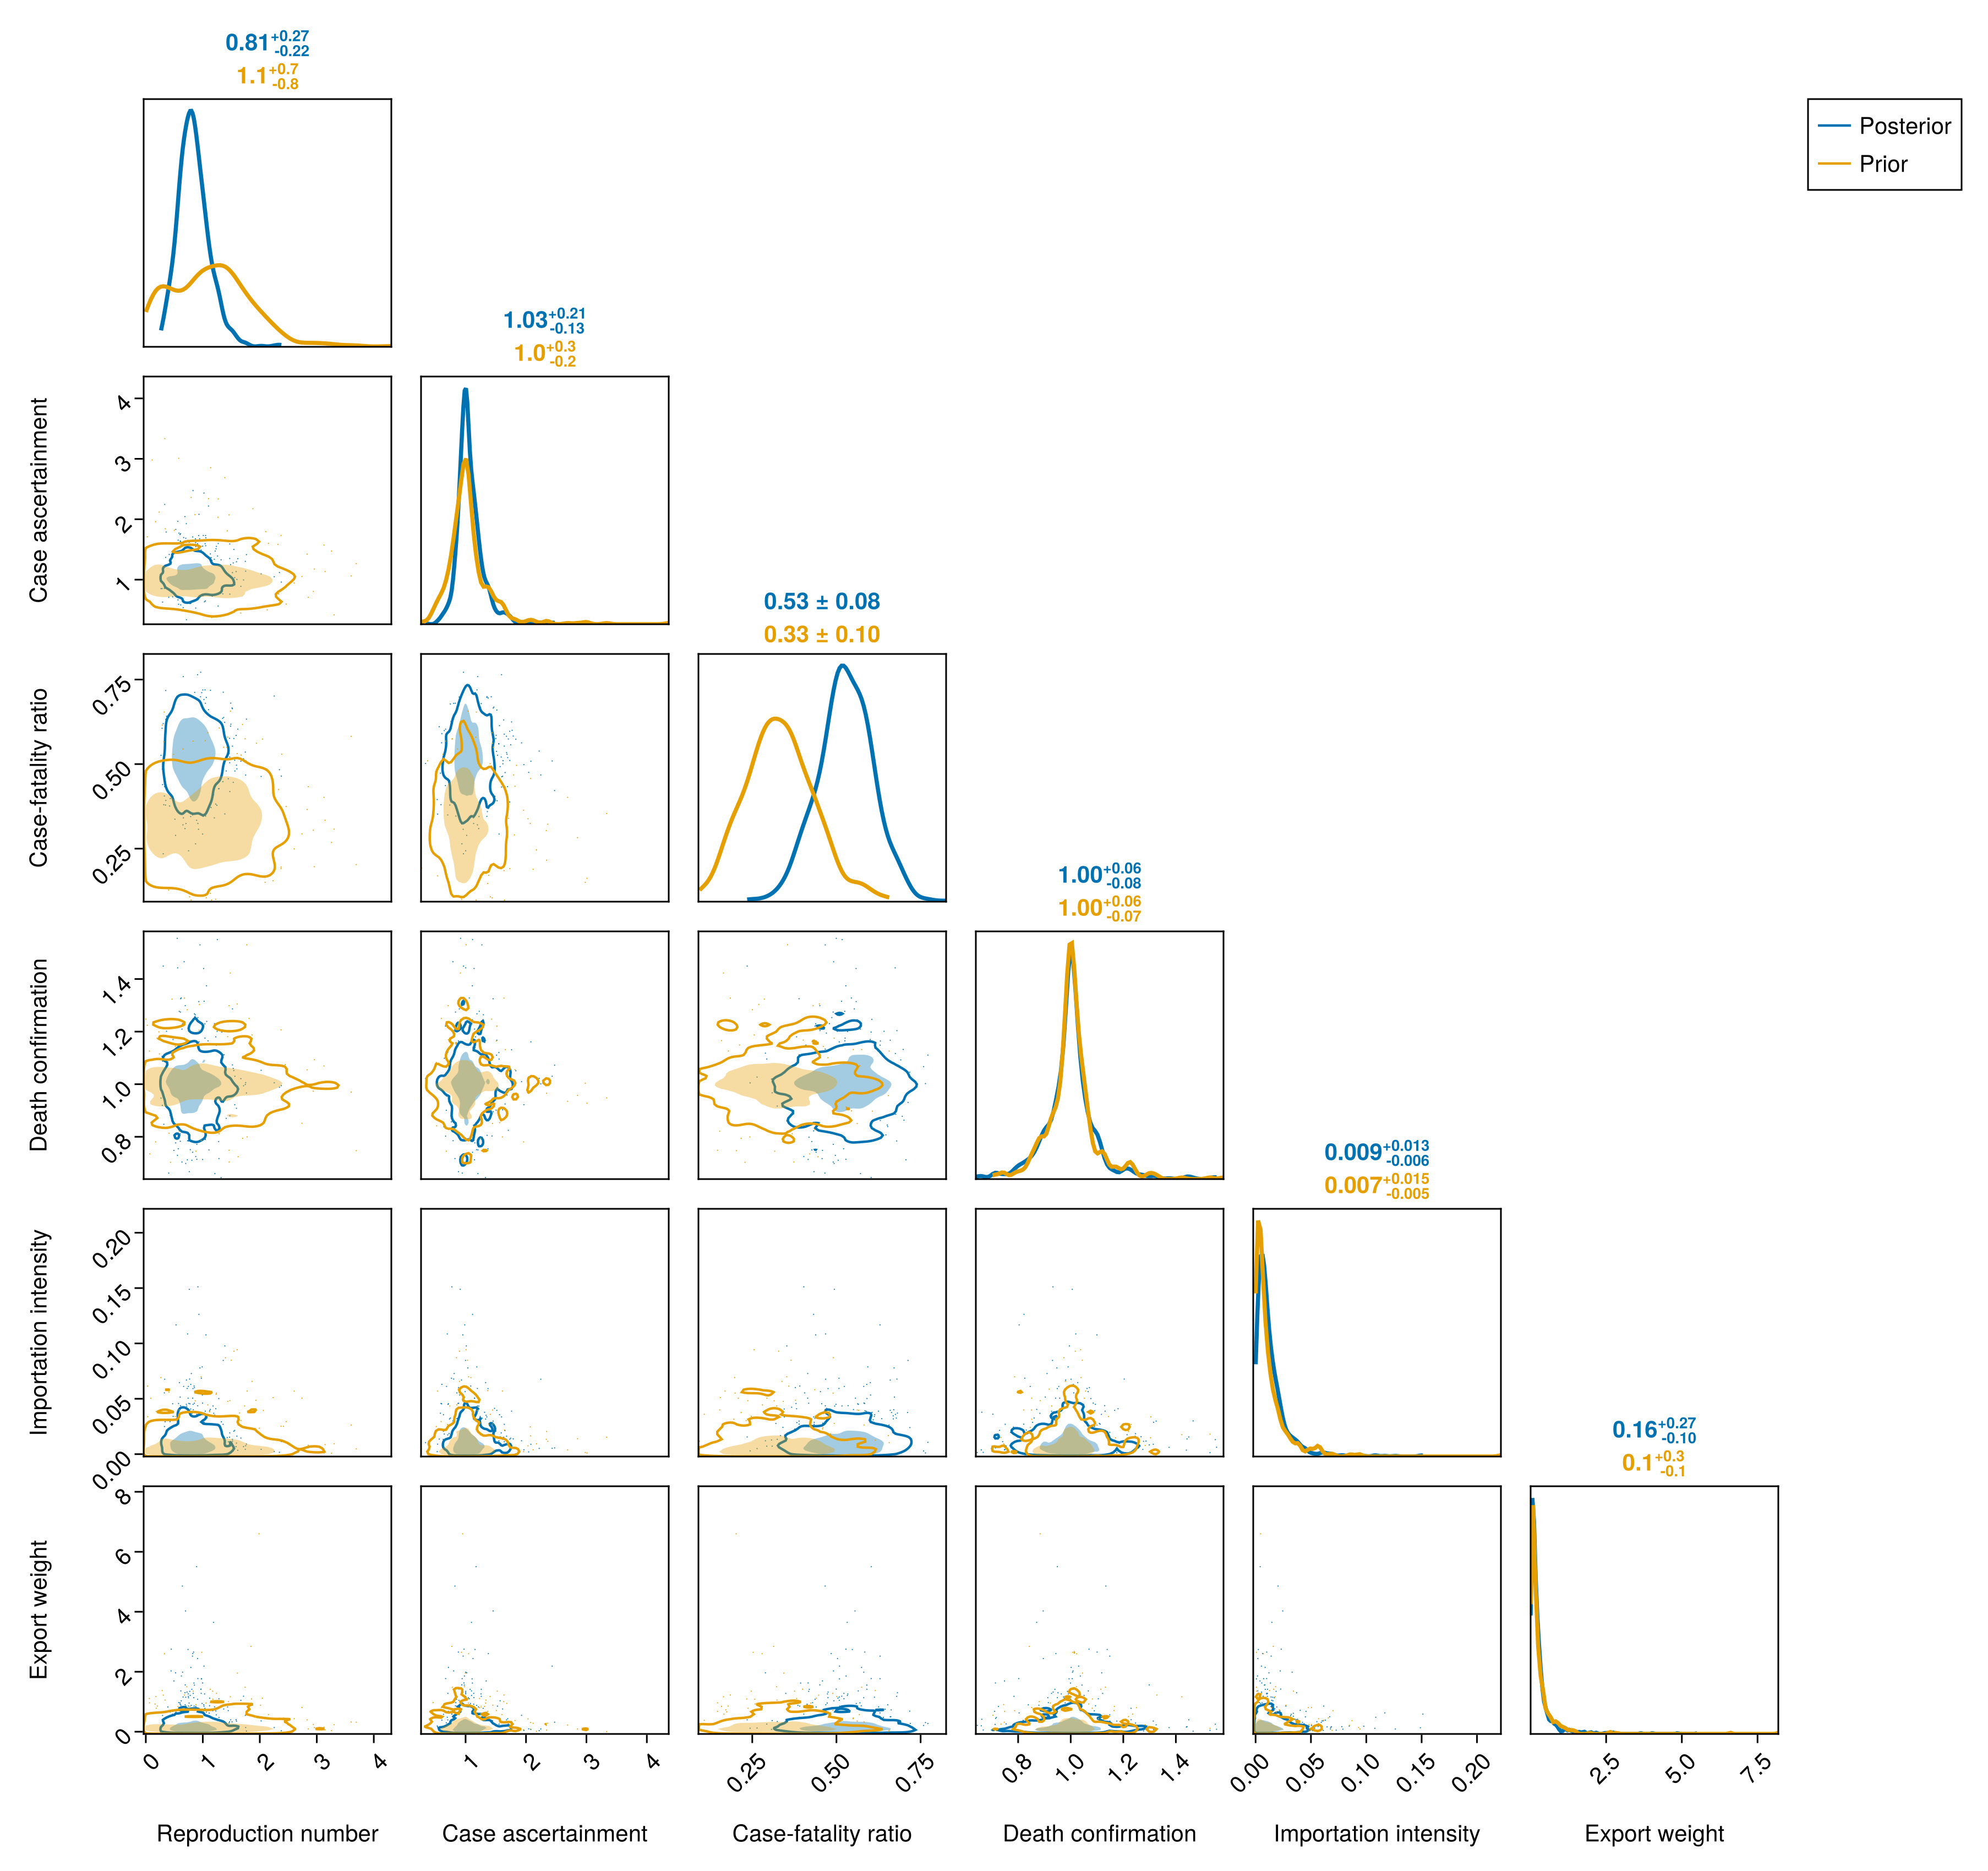 0.81+0.27-0.22
1.1+0.7-0.8
Posterior
Prior
1.03+0.21-0.13
1.0+0.3-0.2
Case ascertainment
4
3
2
1
0.53 ± 0.08
0.33 ± 0.10
Case-fatality ratio
0.75
0.50
0.25
1.00+0.06-0.08
1.00+0.06-0.07
Death confirmation
1.4
1.2
1.0
0.8
0.009+0.013-0.006
0.007+0.015-0.005
Importation intensity
0.20
0.15
0.10
0.05
0.00
0.16+0.27-0.10
0.1+0.3-0.1
Export weight
8
6
4
2
0
0 1 2 3 4
1 2 3 4
0.25 0.50 0.75
0.8 1.0 1.2 1.4
0.00 0.05 0.10 0.15 0.20
2.5 5.0 7.5
Reproduction number
Case ascertainment
Case-fatality ratio
Death confirmation
Importation intensity
Export weight